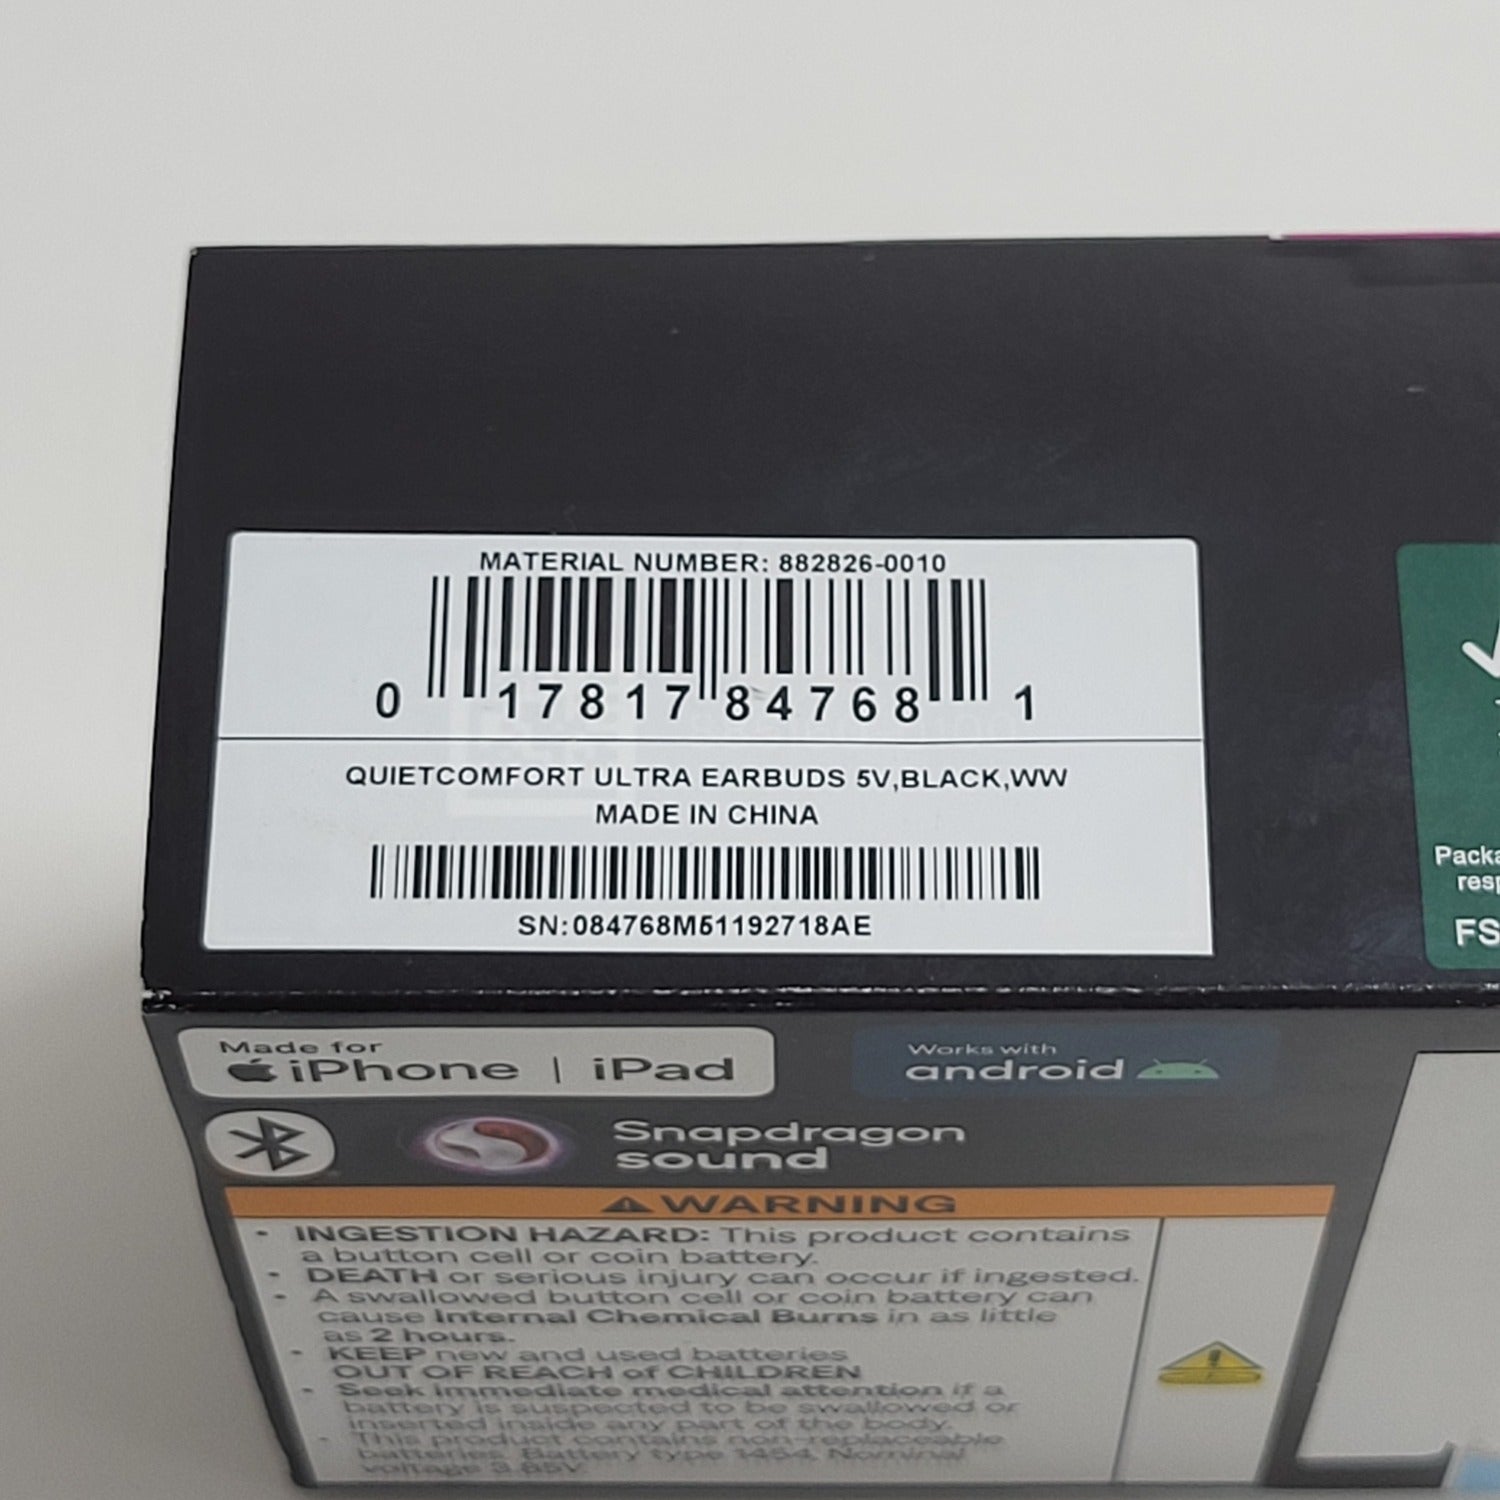 MATERIAL NUMBER: 882826-0010
0 17817 84768 1
QUIETCOMFORT ULTRA EARBUDS 5V,BLACK,WW
MADE IN CHINA
SN:084768M51192718AE
Packa
resp
FS
Made for
iPhone | iPad
Works with
android
Snapdragon
sound
WARNING
• INGESTION HAZARD: This product contains
a button cell or coin battery.
• DEATH or serious injury can occur if ingested.
• A swallowed button cell or coin battery can
cause Internal Chemical Burns in as little
as 2 hours.
• KEEP new and used batteries
OUT OF REACH of CHILDREN
• Seek immediate medical attention if a
battery is suspected to be swallowed or
inserted inside any part of the body.
• This product contains non-replaceable
batteries. Battery type 1454, Nominal
voltage 3.85V